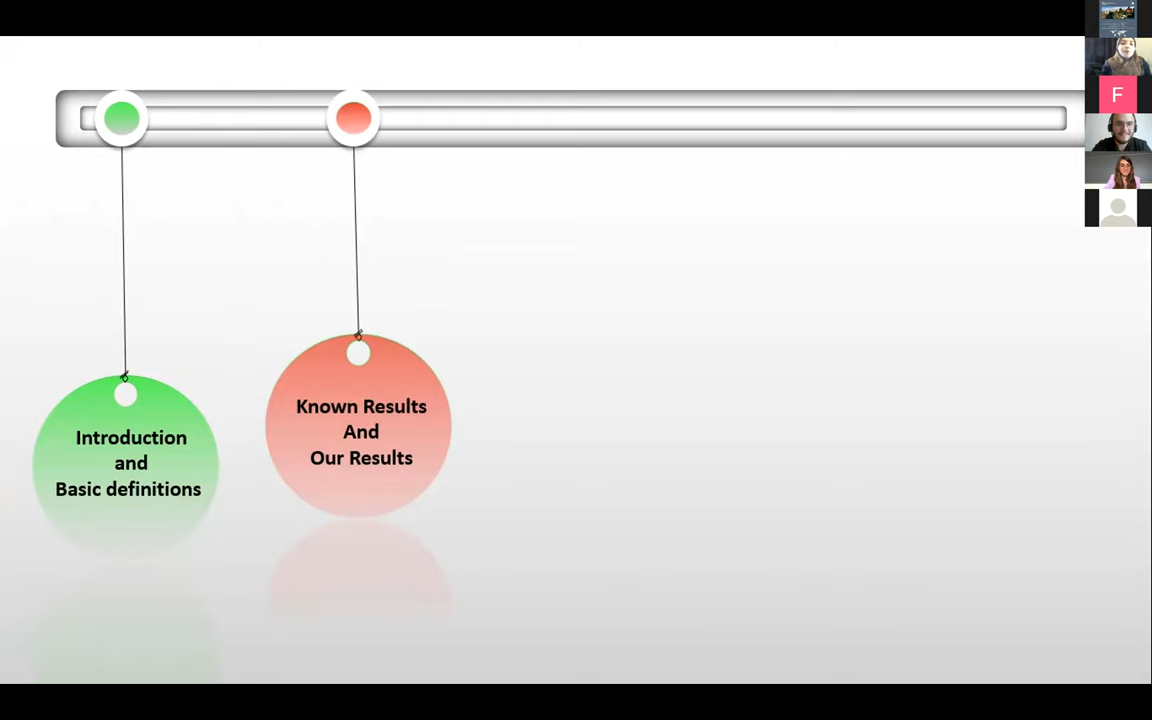 Introduction
and
Basic definitions
Known Results
And
Our Results
F